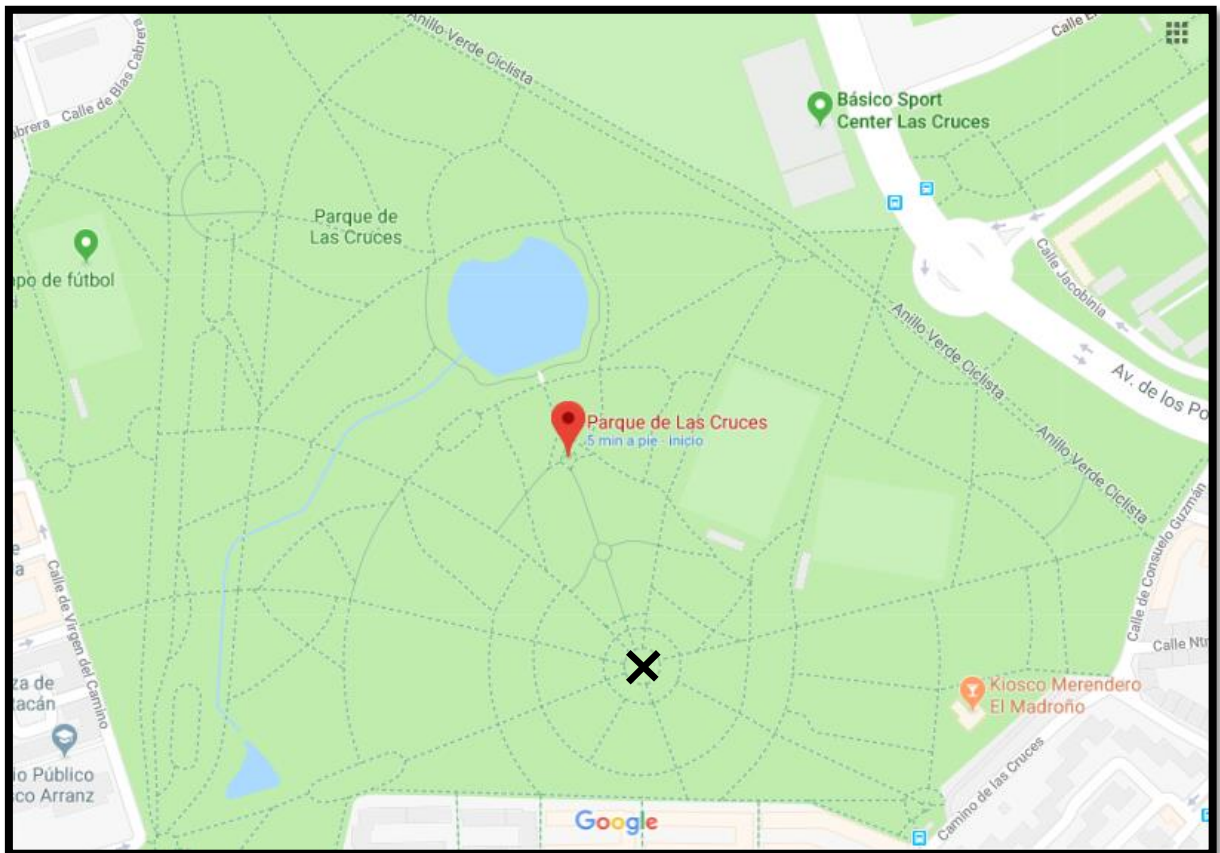 Anillo Verde Ciclista
Calle de Blas Cabrera
Básico Sport
Center Las Cruces
Parque de
Las Cruces
po de fútbol
Calle Jacobinia
Anillo Verde Ciclista
Av. de los Po
Parque de Las Cruces
5 min a pie - inicio
Anillo Verde Ciclista
Calle de Consuelo Guzmán
Calle de Virgen del Camino
Calle Ntr
za de
Kiosco Merendero
El Madroño
io Público
co Arranz
Camino de las Cruces
Google